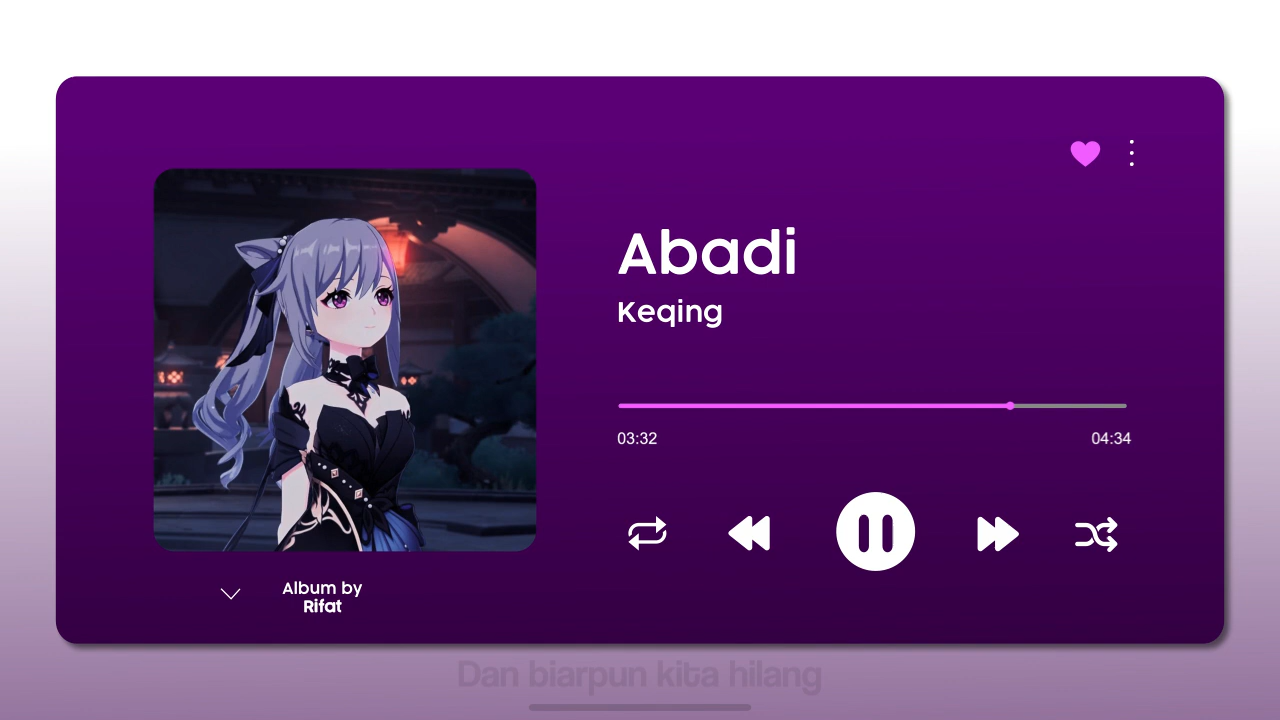 Abadi
Keqing
03:32
04:34
Album by
Rifat
Dan biarpun kita hilang